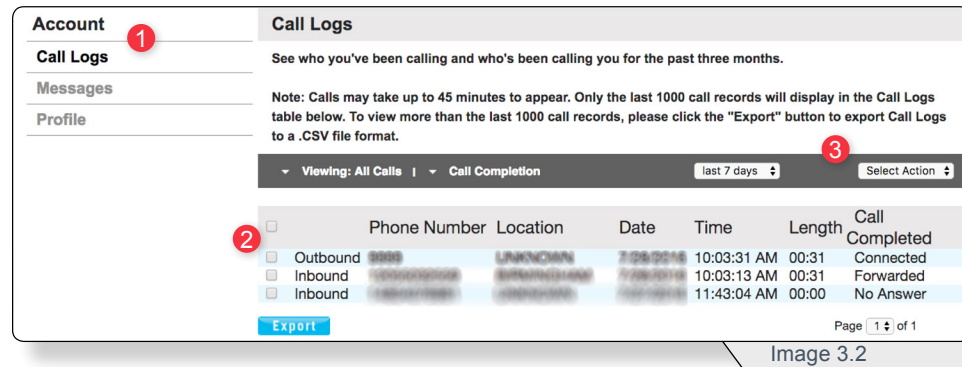 Account
1
Call Logs
Messages
Profile
Call Logs
See who you've been calling and who's been calling you for the past three months.
Note: Calls may take up to 45 minutes to appear. Only the last 1000 call records will display in the Call Logs
table below. To view more than the last 1000 call records, please click the "Export" button to export Call Logs
to a .CSV file format.
3
Viewing: All Calls | Call Completion last 7 days Select Action
2
Phone Number Location Date Time Length Call Completed
Outbound 10:03:31 AM 00:31 Connected
Inbound 10:03:13 AM 00:31 Forwarded
Inbound 11:43:04 AM 00:00 No Answer
Export Page 1 of 1
Image 3.2